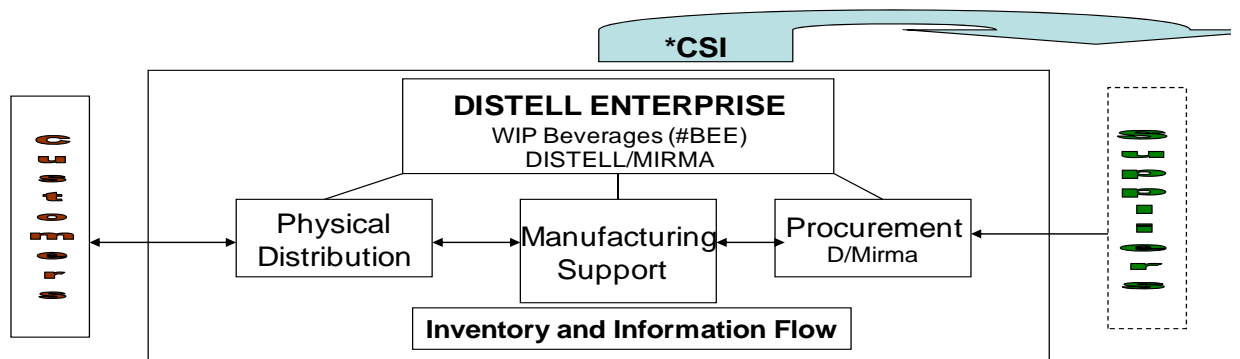 *CSI
DISTELL ENTERPRISE
WIP Beverages (#BEE)
DISTELL/MIRMA
Customers
Suppliers
Physical
Distribution
Manufacturing
Support
Procurement
D/Mirma
Inventory and Information Flow